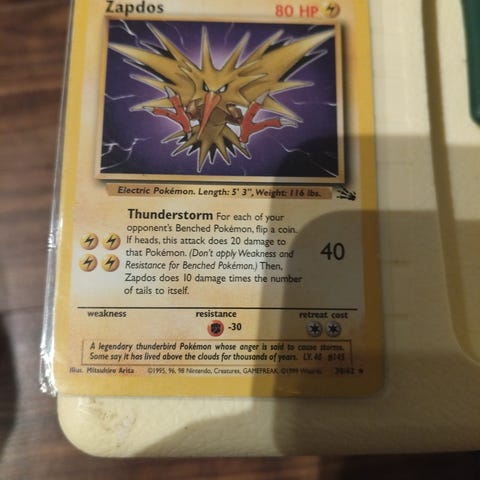 Zapdos 80 HP
Electric Pokémon. Length: 5' 3", Weight: 116 lbs.
Thunderstorm For each of your
opponent's Benched Pokémon, flip a coin.
If heads, this attack does 20 damage to
that Pokémon. (Don't apply Weakness and
Resistance for Benched Pokémon.) Then,
Zapdos does 10 damage times the number
of tails to itself.
40
weakness resistance retreat cost
-30
A legendary thunderbird Pokémon whose anger is said to cause storms.
Some say it has lived above the clouds for thousands of years. LV. 40 #145
Illus. Mitsuhiro Arita ©1995, 96, 98 Nintendo, Creatures, GAMEFREAK. ©1999 Wizards. 30/62